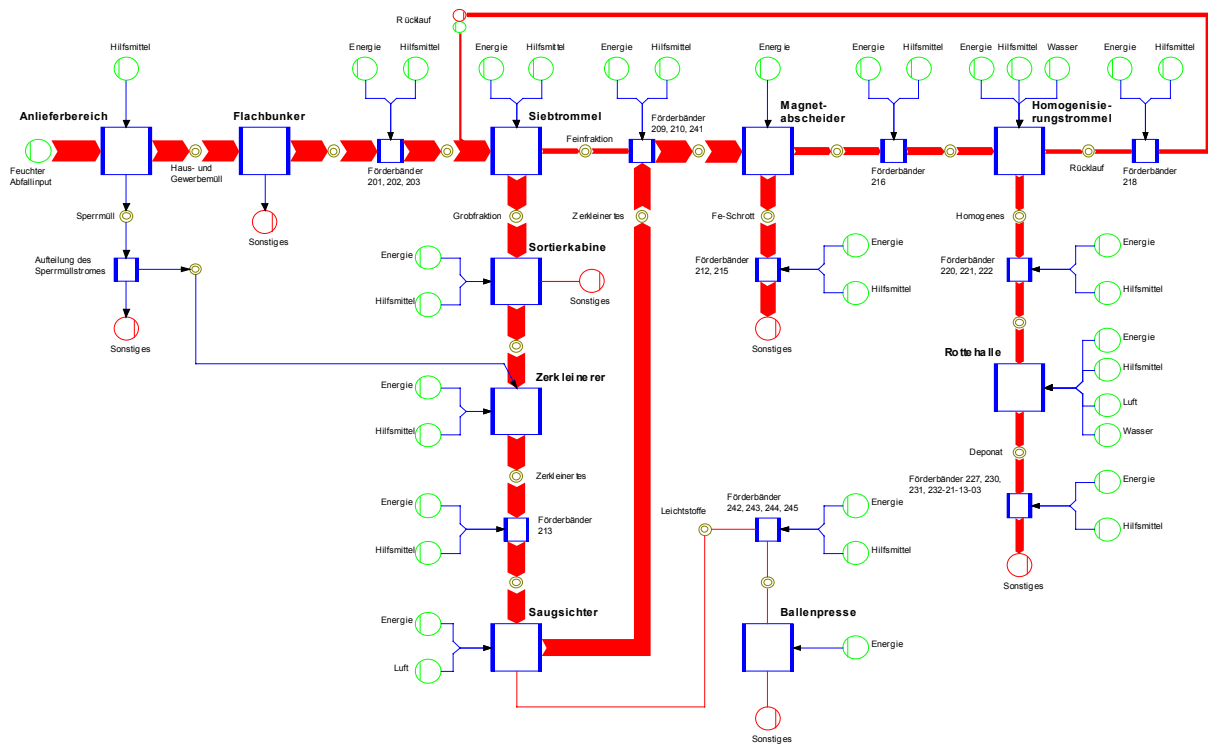 Rücklauf
Hilfsmittel
Energie
Hilfsmittel
Energie
Hilfsmittel
Energie
Hilfsmittel
Energie
Energie
Hilfsmittel
Energie
Hilfsmittel
Wasser
Energie
Hilfsmittel
Anlieferbereich
Flachbunker
Siebtrommel
Förderbänder
209, 210, 241
Magnet-
abscheider
Homogenisie-
rungstrommel
Feinfraktion
Feuchter
Abfallinput
Haus- und
Gewerbemüll
Förderbänder
201, 202, 203
Förderbänder
216
Rücklauf
Förderbänder
218
Sperrmüll
Sonstiges
Grobfraktion
Zerkleinertes
Fe-Schrott
Homogenes
Aufteilung des
Sperrmüllstromes
Energie
Hilfsmittel
Sortierkabine
Sonstiges
Förderbänder
212, 215
Energie
Hilfsmittel
Förderbänder
220, 221, 222
Energie
Hilfsmittel
Sonstiges
Sonstiges
Energie
Hilfsmittel
Zerkleinerer
Rottehalle
Energie
Hilfsmittel
Luft
Wasser
Zerkleinertes
Deponat
Energie
Hilfsmittel
Förderbänder
213
Leichtstoffe
Förderbänder
242, 243, 244, 245
Energie
Hilfsmittel
Förderbänder 227, 230,
231, 232-21-13-03
Energie
Hilfsmittel
Sonstiges
Energie
Luft
Saugsichter
Ballenpresse
Energie
Sonstiges